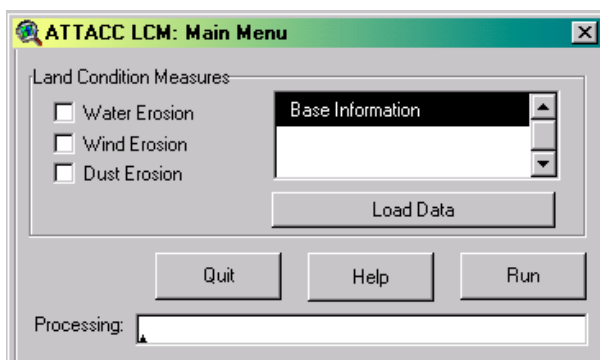 ATTACC LCM: Main Menu
Land Condition Measures
Water Erosion
Wind Erosion
Dust Erosion
Base Information
Load Data
Quit Help Run
Processing: